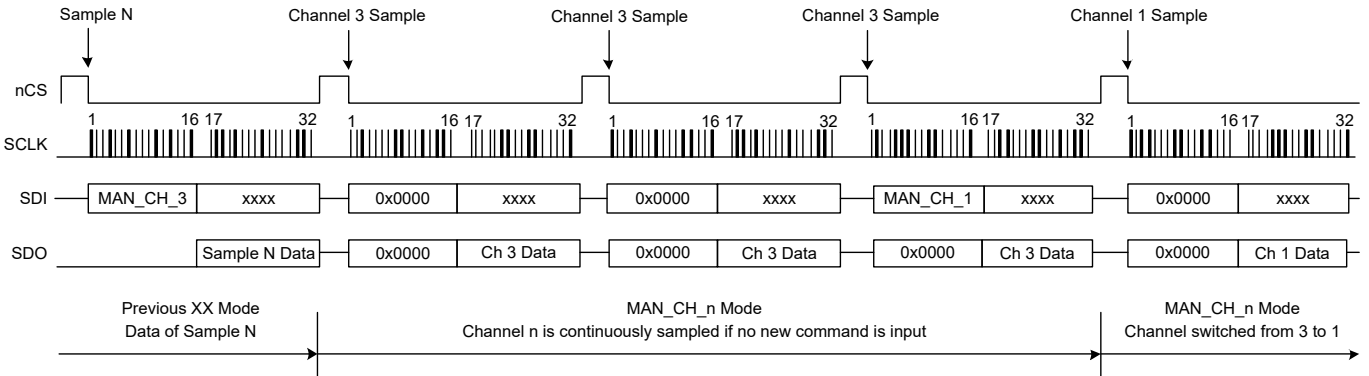 Sample N
Channel 3 Sample
Channel 3 Sample
Channel 3 Sample
Channel 1 Sample
nCS
1 16 17 32 1 16 17 32 1 16 17 32 1 16 17 32 1 16 17 32
SCLK
SDI MAN_CH_3 xxxx 0x0000 xxxx 0x0000 xxxx MAN_CH_1 xxxx 0x0000 xxxx
SDO Sample N Data 0x0000 Ch 3 Data 0x0000 Ch 3 Data 0x0000 Ch 3 Data 0x0000 Ch 1 Data
Previous XX Mode
Data of Sample N
MAN_CH_n Mode
Channel n is continuously sampled if no new command is input
MAN_CH_n Mode
Channel switched from 3 to 1